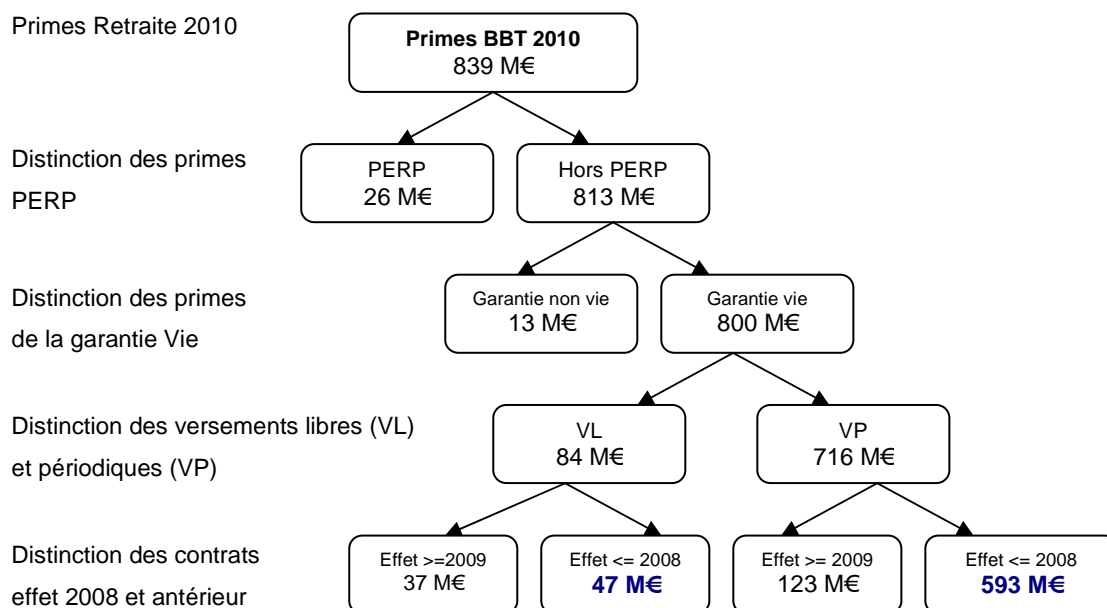 Primes Retraite 2010
Primes BBT 2010
839 M€
Distinction des primes
PERP
PERP
26 M€
Hors PERP
813 M€
Distinction des primes
de la garantie Vie
Garantie non vie
13 M€
Garantie vie
800 M€
Distinction des versements libres (VL)
et périodiques (VP)
VL
84 M€
VP
716 M€
Distinction des contrats
effet 2008 et antérieur
Effet >=2009
37 M€
Effet <= 2008
47 M€
Effet >= 2009
123 M€
Effet <= 2008
593 M€